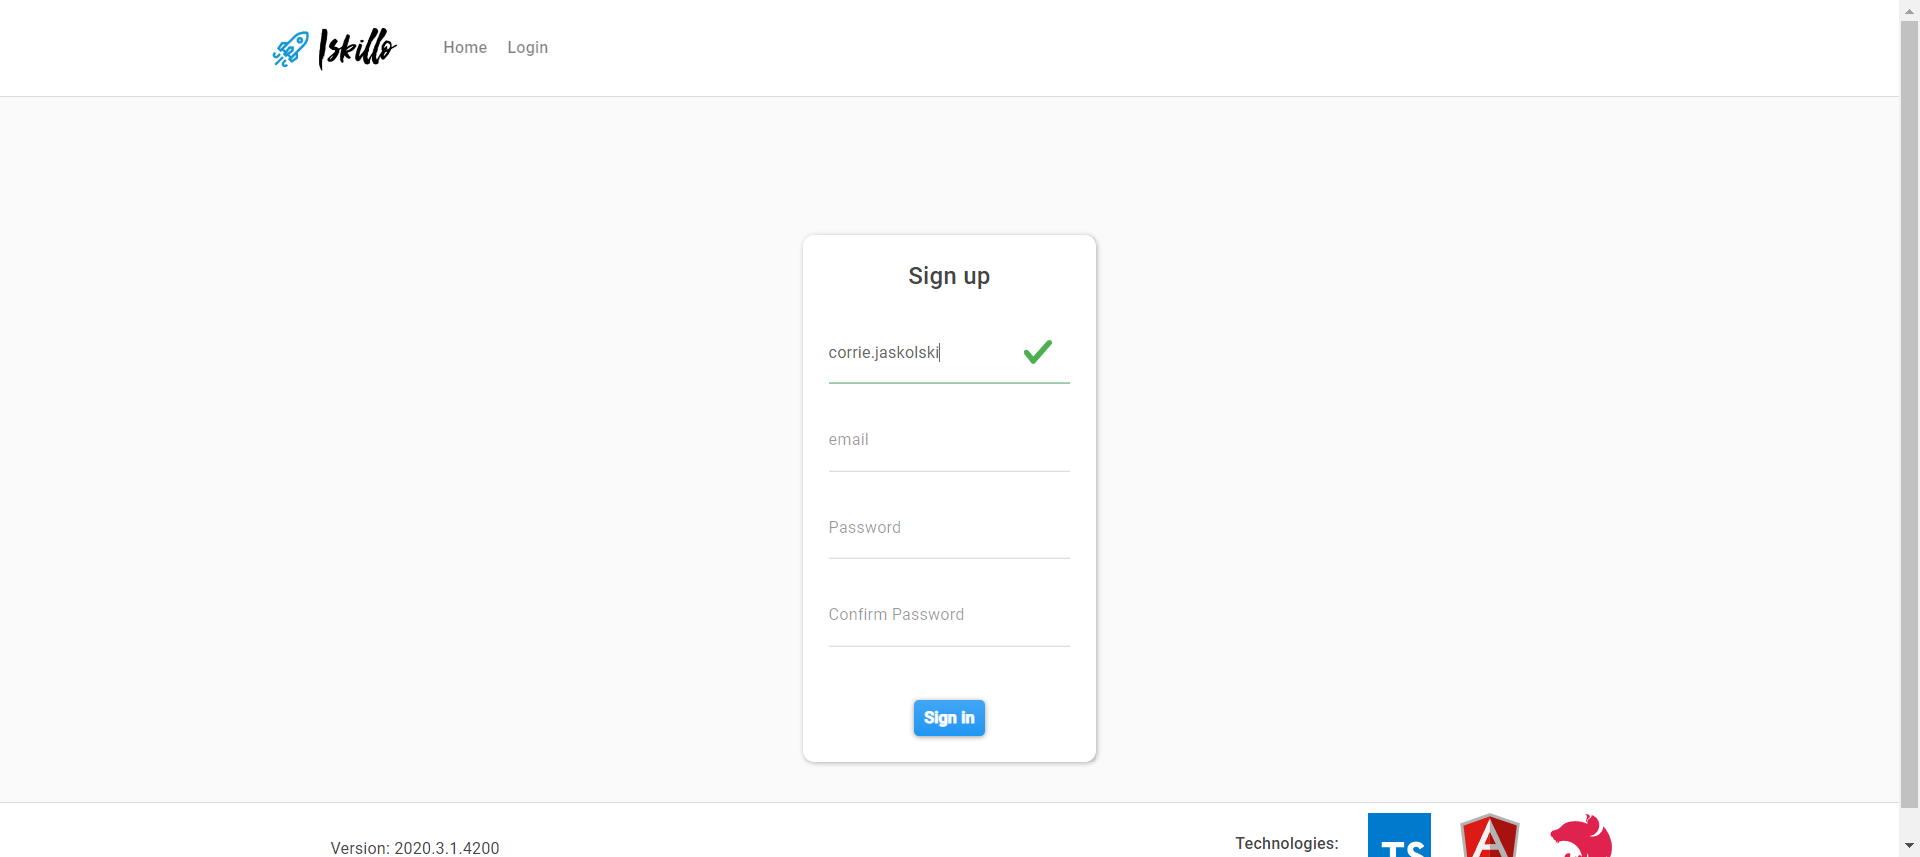 Iskillo
Home
Login
Sign up
corrie.jaskolski
email
Password
Confirm Password
Sign in
Version: 2020.3.1.4200
Technologies:
TS
A